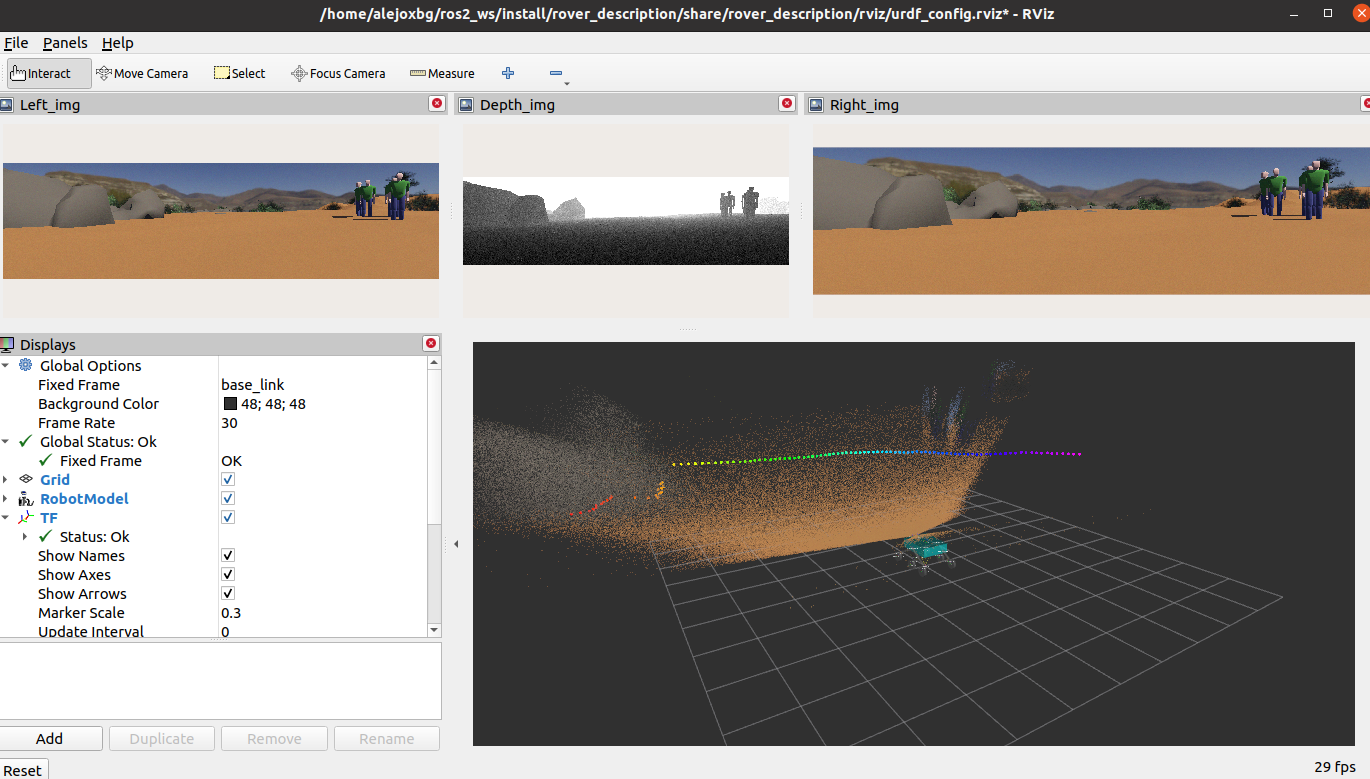 /home/alejoxbg/ros2_ws/install/rover_description/share/rover_description/rviz/urdf_config.rviz* - RViz
File Panels Help
Interact Move Camera Select Focus Camera Measure
Left_img
Depth_img
Right_img
Displays
Global Options
Fixed Frame base_link
Background Color 48; 48; 48
Frame Rate 30
Global Status: Ok
Fixed Frame OK
Grid
RobotModel
TF
Status: Ok
Show Names
Show Axes
Show Arrows
Marker Scale 0.3
Update Interval 0
Add Duplicate Remove Rename
Reset
29 fps